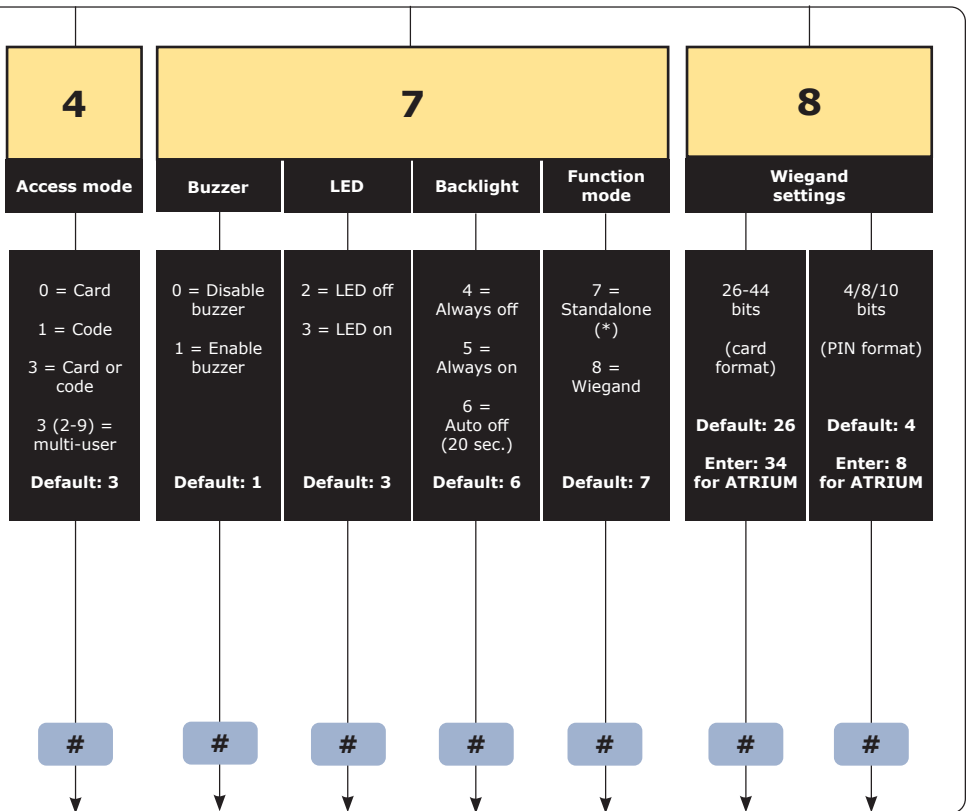 4
7
8
Access mode
Buzzer
LED
Backlight
Function
mode
Wiegand
settings
0 = Card
1 = Code
3 = Card or
code
3 (2-9) =
multi-user
Default: 3
0 = Disable
buzzer
1 = Enable
buzzer
Default: 1
2 = LED off
3 = LED on
Default: 3
4 =
Always off
5 =
Always on
6 =
Auto off
(20 sec.)
Default: 6
7 =
Standalone
(*)
8 =
Wiegand
Default: 7
26-44
bits
(card
format)
Default: 26
Enter: 34
for ATRIUM
4/8/10
bits
(PIN format)
Default: 4
Enter: 8
for ATRIUM
#
#
#
#
#
#
#